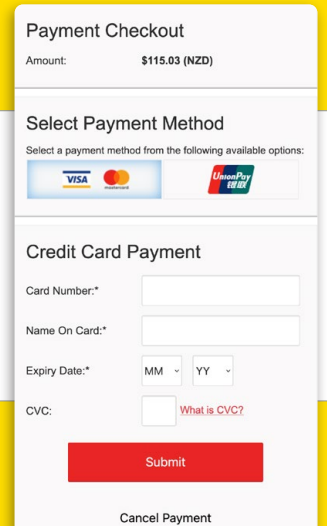 Payment Checkout
Amount: $115.03 (NZD)
Select Payment Method
Select a payment method from the following available options:
VISA mastercard UnionPay
银联
Credit Card Payment
Card Number:*
Name On Card:*
Expiry Date:* MM YY
CVC: What is CVC?
Submit
Cancel Payment